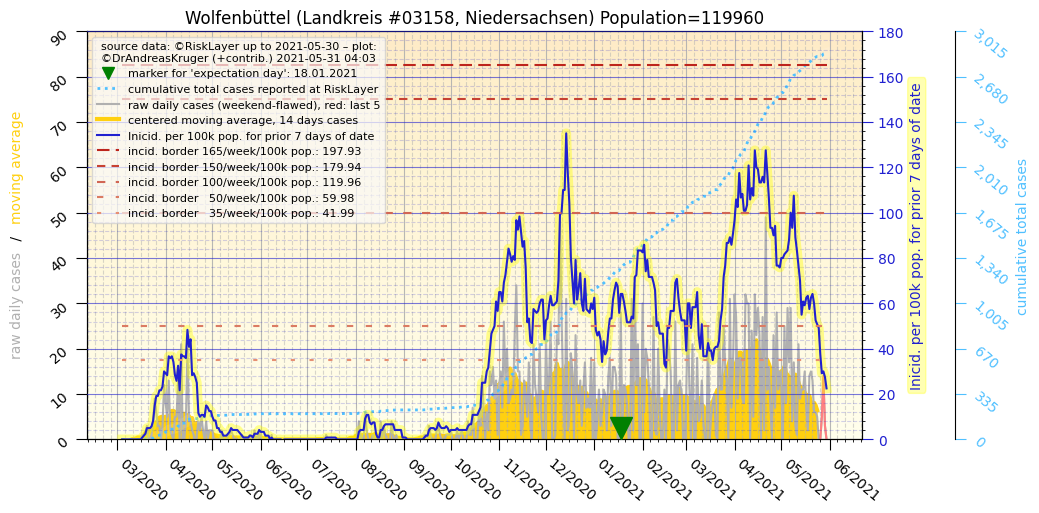 Wolfenbüttel (Landkreis #03158, Niedersachsen) Population=119960
source data: ©RiskLayer up to 2021-05-30 – plot:
©DrAndreasKruger (+contrib.) 2021-05-31 04:03
marker for 'expectation day': 18.01.2021
cumulative total cases reported at RiskLayer
raw daily cases (weekend-flawed), red: last 5
centered moving average, 14 days cases
Inicid. per 100k pop. for prior 7 days of date
incid. border 165/week/100k pop.: 197.93
incid. border 150/week/100k pop.: 179.94
incid. border 100/week/100k pop.: 119.96
incid. border   50/week/100k pop.: 59.98
incid. border   35/week/100k pop.: 41.99
raw daily cases / moving average
90
80
70
60
50
40
30
20
10
0
180
160
140
120
100
80
60
40
20
0
Inicid. per 100k pop. for prior 7 days of date
3,015
2,680
2,345
2,010
1,675
1,340
1,005
670
335
0
cumulative total cases
03/2020
04/2020
05/2020
06/2020
07/2020
08/2020
09/2020
10/2020
11/2020
12/2020
01/2021
02/2021
03/2021
04/2021
05/2021
06/2021